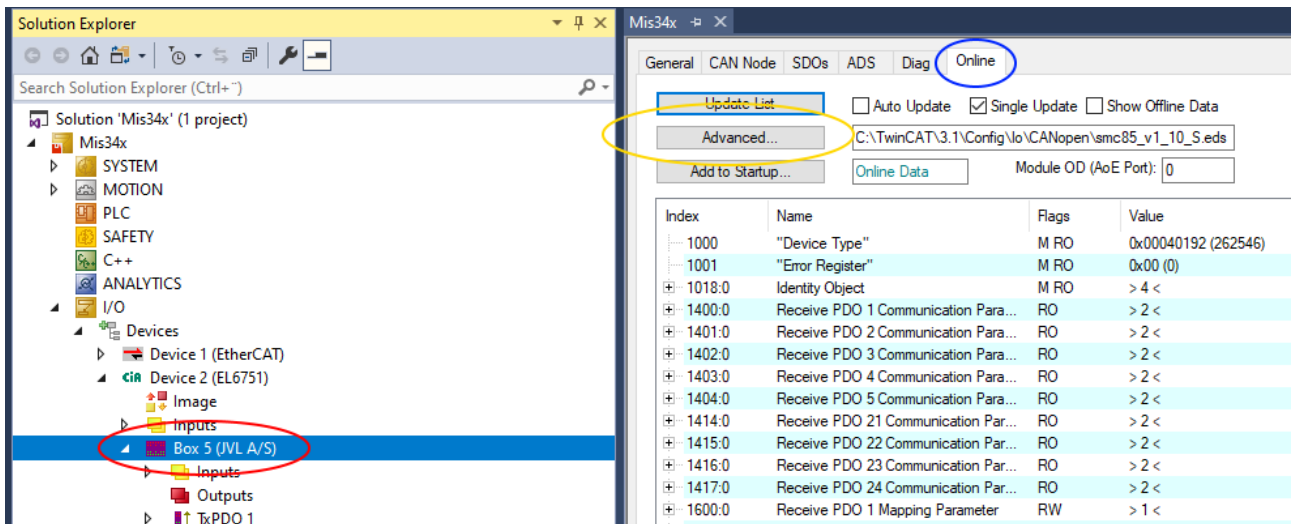 Solution Explorer
Search Solution Explorer (Ctrl+¨)
Solution 'Mis34x' (1 project)
Mis34x
SYSTEM
MOTION
PLC
SAFETY
C++
ANALYTICS
I/O
Devices
Device 1 (EtherCAT)
CiA Device 2 (EL6751)
Image
Inputs
Box 5 (JVL A/S)
Inputs
Outputs
TxPDO 1
Mis34x
General CAN Node SDOs ADS Diag Online
Update List Auto Update Single Update Show Offline Data
Advanced... C:\TwinCAT\3.1\Config\Io\CANopen\smc85_v1_10_S.eds
Add to Startup... Online Data Module OD (AoE Port): 0
Index Name Flags Value
1000 "Device Type" M RO 0x00040192 (262546)
1001 "Error Register" M RO 0x00 (0)
1018:0 Identity Object M RO > 4 <
1400:0 Receive PDO 1 Communication Para... RO > 2 <
1401:0 Receive PDO 2 Communication Para... RO > 2 <
1402:0 Receive PDO 3 Communication Para... RO > 2 <
1403:0 Receive PDO 4 Communication Para... RO > 2 <
1404:0 Receive PDO 5 Communication Para... RO > 2 <
1414:0 Receive PDO 21 Communication Par... RO > 2 <
1415:0 Receive PDO 22 Communication Par... RO > 2 <
1416:0 Receive PDO 23 Communication Par... RO > 2 <
1417:0 Receive PDO 24 Communication Par... RO > 2 <
1600:0 Receive PDO 1 Mapping Parameter RW > 1 <